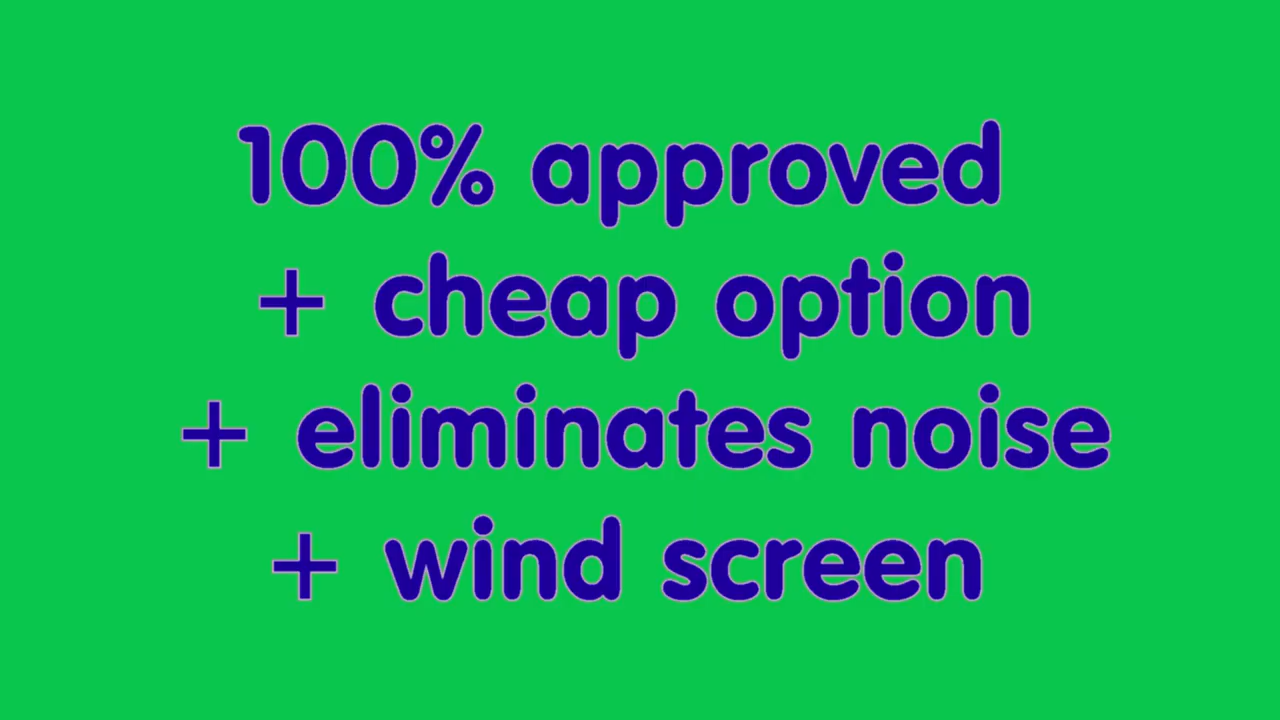 100% approved
+ cheap option
+ eliminates noise
+ wind screen